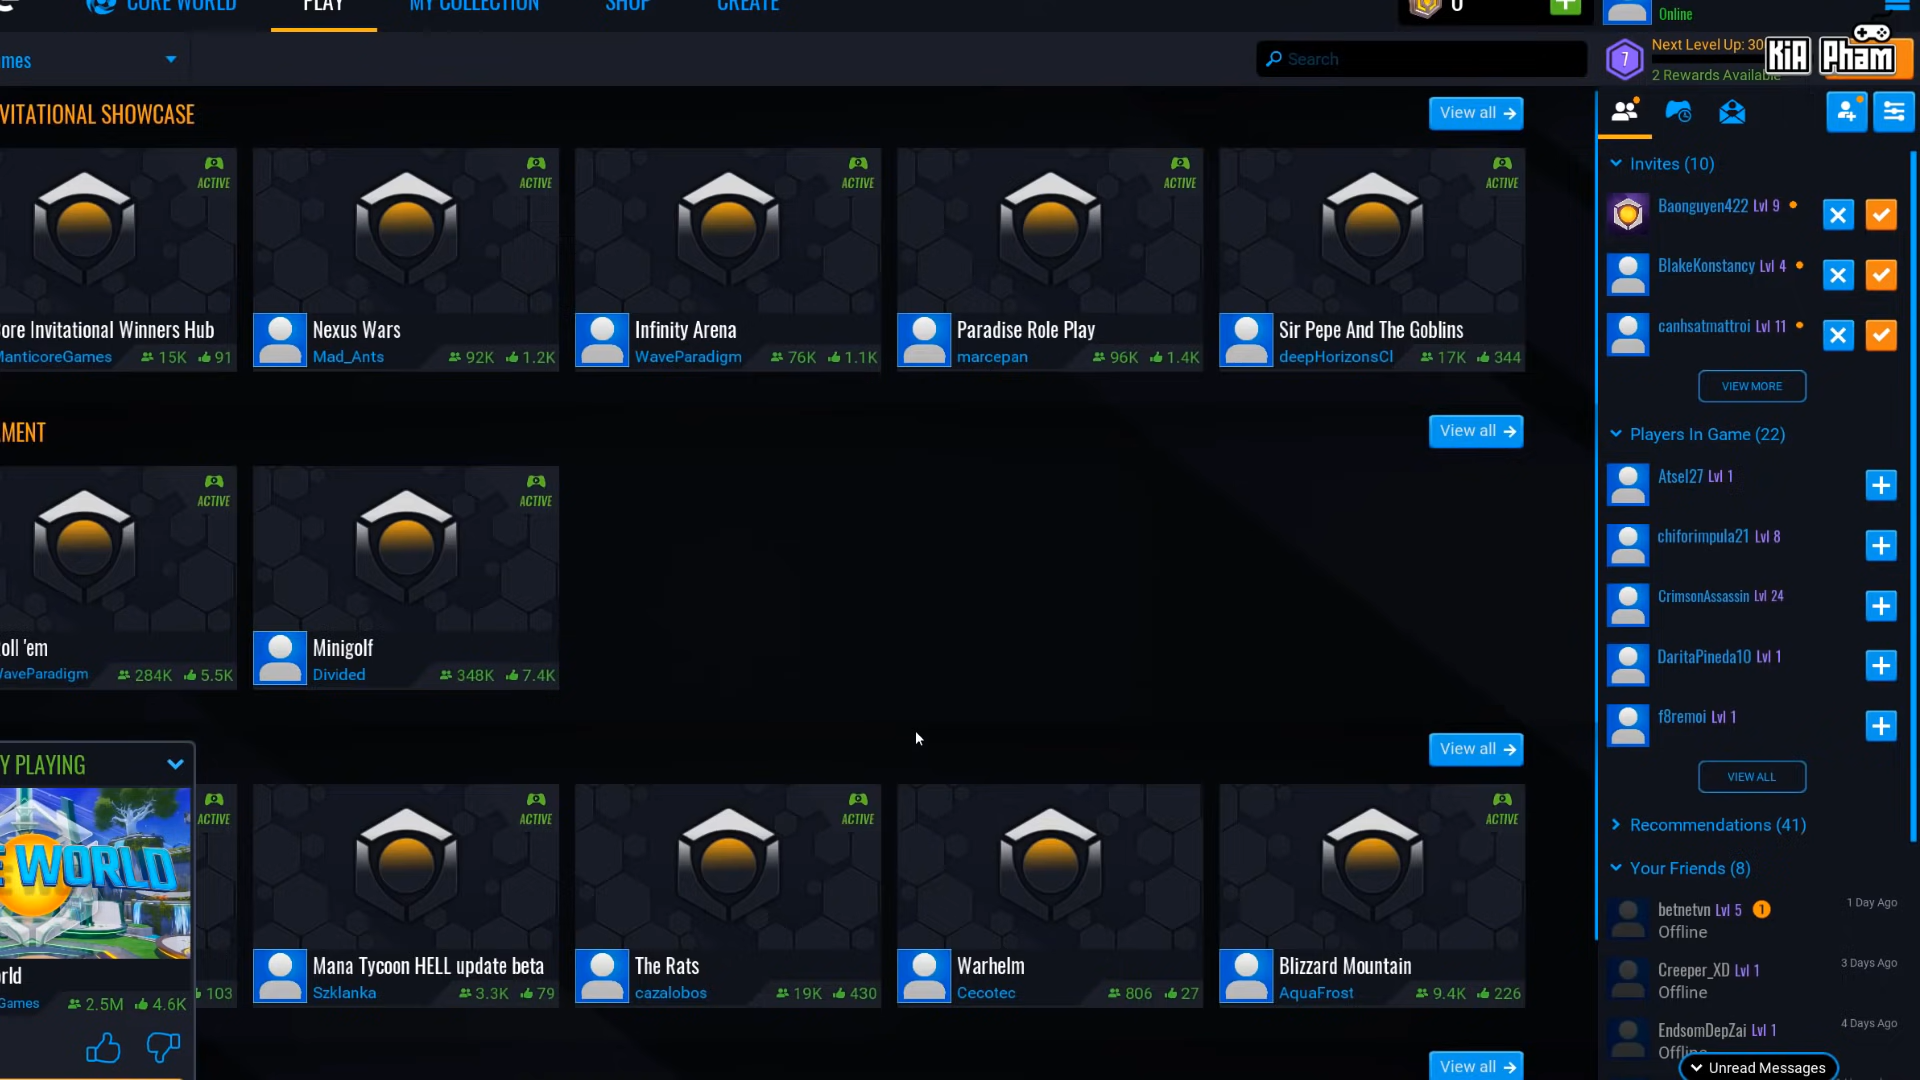 CORE WORLD
PLAY
MY COLLECTION
SHOP
CREATE
0
Online
mes
Search
7
Next Level Up: 30
2 Rewards Available
KiA Pham
VITATIONAL SHOWCASE
View all
ACTIVE
ACTIVE
ACTIVE
ACTIVE
ACTIVE
ore Invitational Winners Hub
ManticoreGames 15K 91
Nexus Wars
Mad_Ants 92K 1.2K
Infinity Arena
WaveParadigm 76K 1.1K
Paradise Role Play
marcepan 96K 1.4K
Sir Pepe And The Goblins
deepHorizonsCl 17K 344
AMENT
View all
ACTIVE
ACTIVE
oll 'em
WaveParadigm 284K 5.5K
Minigolf
Divided 348K 7.4K
View all
Y PLAYING
E WORLD
rld
Games 2.5M 4.6K
ACTIVE
103
ACTIVE
ACTIVE
ACTIVE
Mana Tycoon HELL update beta
Szklanka 3.3K 79
The Rats
cazalobos 19K 430
Warhelm
Cecotec 806 27
Blizzard Mountain
AquaFrost 9.4K 226
View all
Invites (10)
Baonguyen422 Lvl 9
BlakeKonstancy Lvl 4
canhsatmattroi Lvl 11
VIEW MORE
Players In Game (22)
Atsel27 Lvl 1
chiforimpula21 Lvl 8
CrimsonAssassin Lvl 24
DaritaPineda10 Lvl 1
f8remoi Lvl 1
VIEW ALL
Recommendations (41)
Your Friends (8)
betnetvn Lvl 5 1
1 Day Ago
Offline
Creeper_XD Lvl 1
3 Days Ago
Offline
EndsomDepZai Lvl 1
4 Days Ago
Offline
Unread Messages